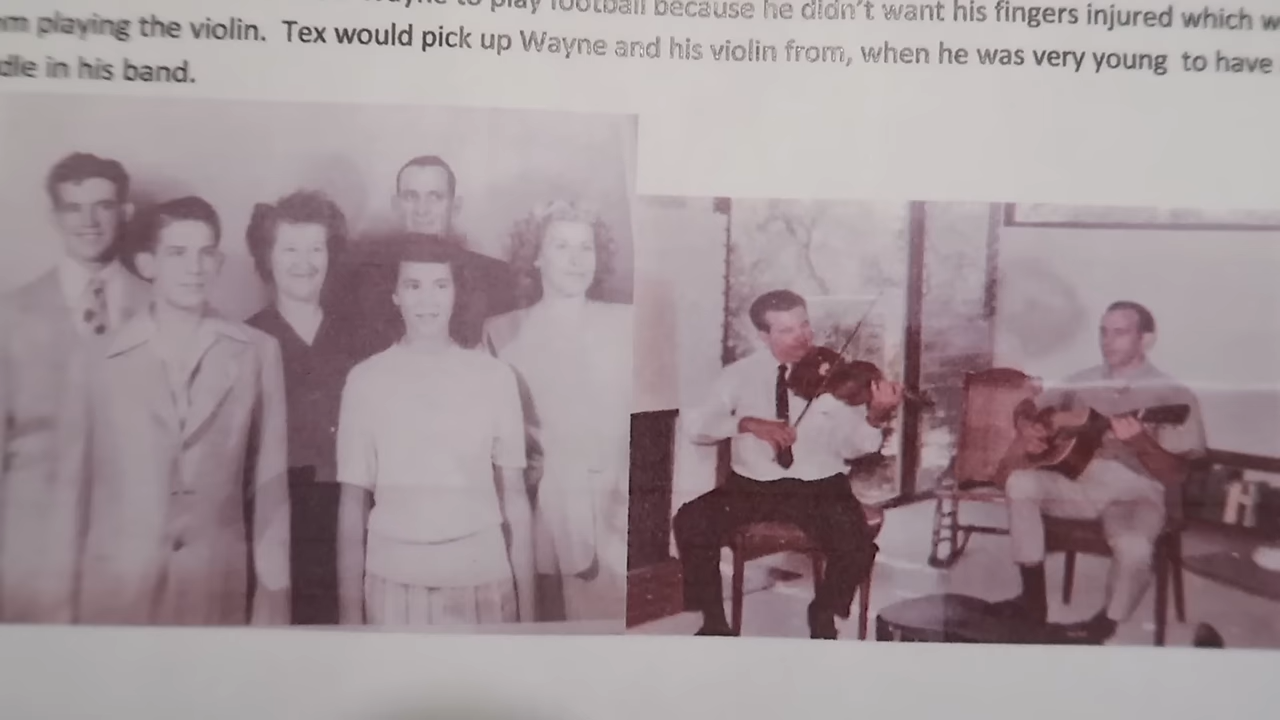 to play football because he didn't want his fingers injured which
playing the violin. Tex would pick up Wayne and his violin from, when he was very young to have
in his band.